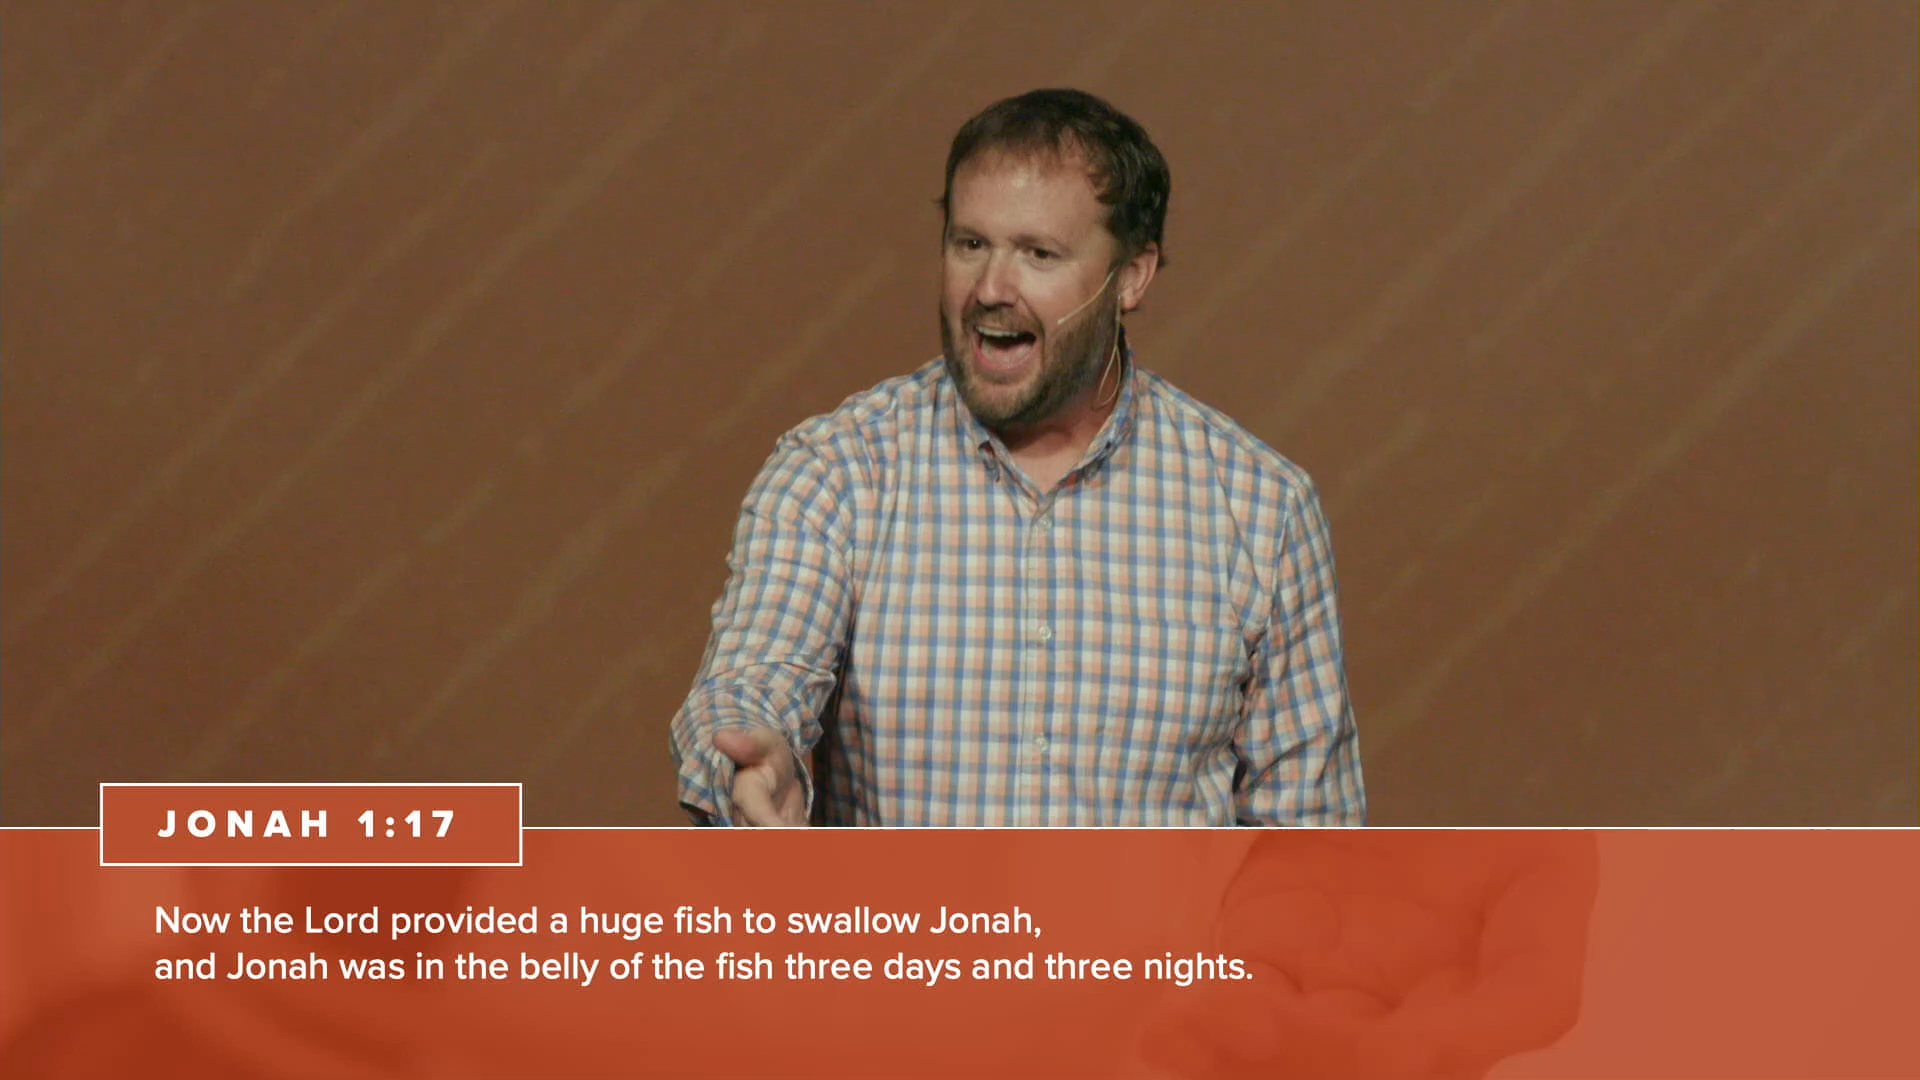 JONAH 1:17
Now the Lord provided a huge fish to swallow Jonah,
and Jonah was in the belly of the fish three days and three nights.